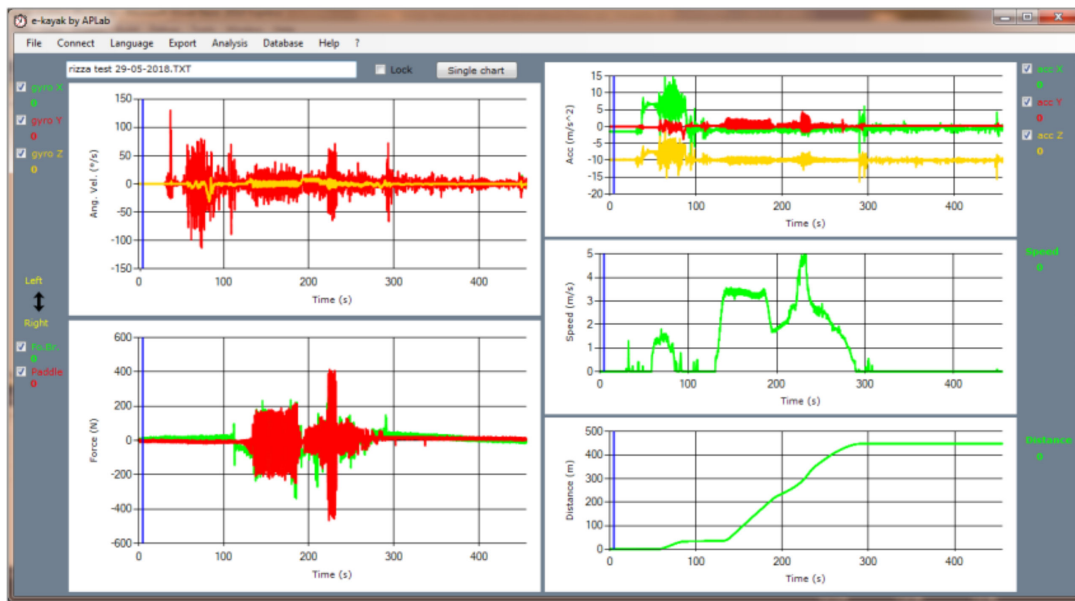 e-kayak by APLab
File Connect Language Export Analysis Database Help ?
rizza test 29-05-2018.TXT Lock Single chart
gyro X
0
gyro Y
0
gyro Z
0
Left
Right
Fo.Br.
0
Paddle
0
150
100
50
0
-50
-100
-150
Ang. Vel. (°/s)
0 100 200 300 400
Time (s)
600
400
200
0
-200
-400
-600
Force (N)
0 100 200 300 400
Time (s)
15
10
5
0
-5
-10
-15
-20
Acc (m/s^2)
0 100 200 300 400
Time (s)
acc X
0
acc Y
0
acc Z
0
5
4
3
2
1
0
Speed (m/s)
0 100 200 300 400
Time (s)
Speed
0
500
400
300
200
100
0
Distance (m)
0 100 200 300 400
Time (s)
Distance
0